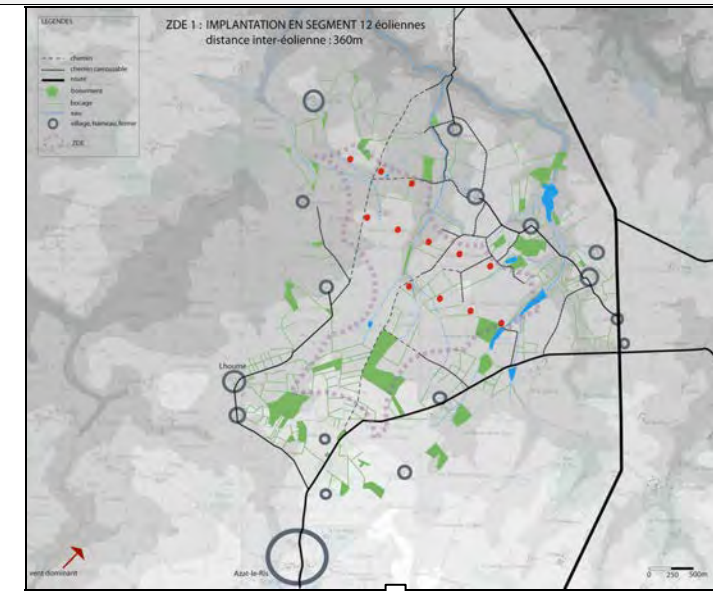 LEGENDES
ZDE 1 : IMPLANTATION EN SEGMENT 12 éoliennes
distance inter-éolienne : 360m
chemin
chemin carrossable
route
boisement
bocage
eau
village, hameau, ferme
ZDE
Lhoume
Azat-le-Ris
vent dominant
0 250 500m